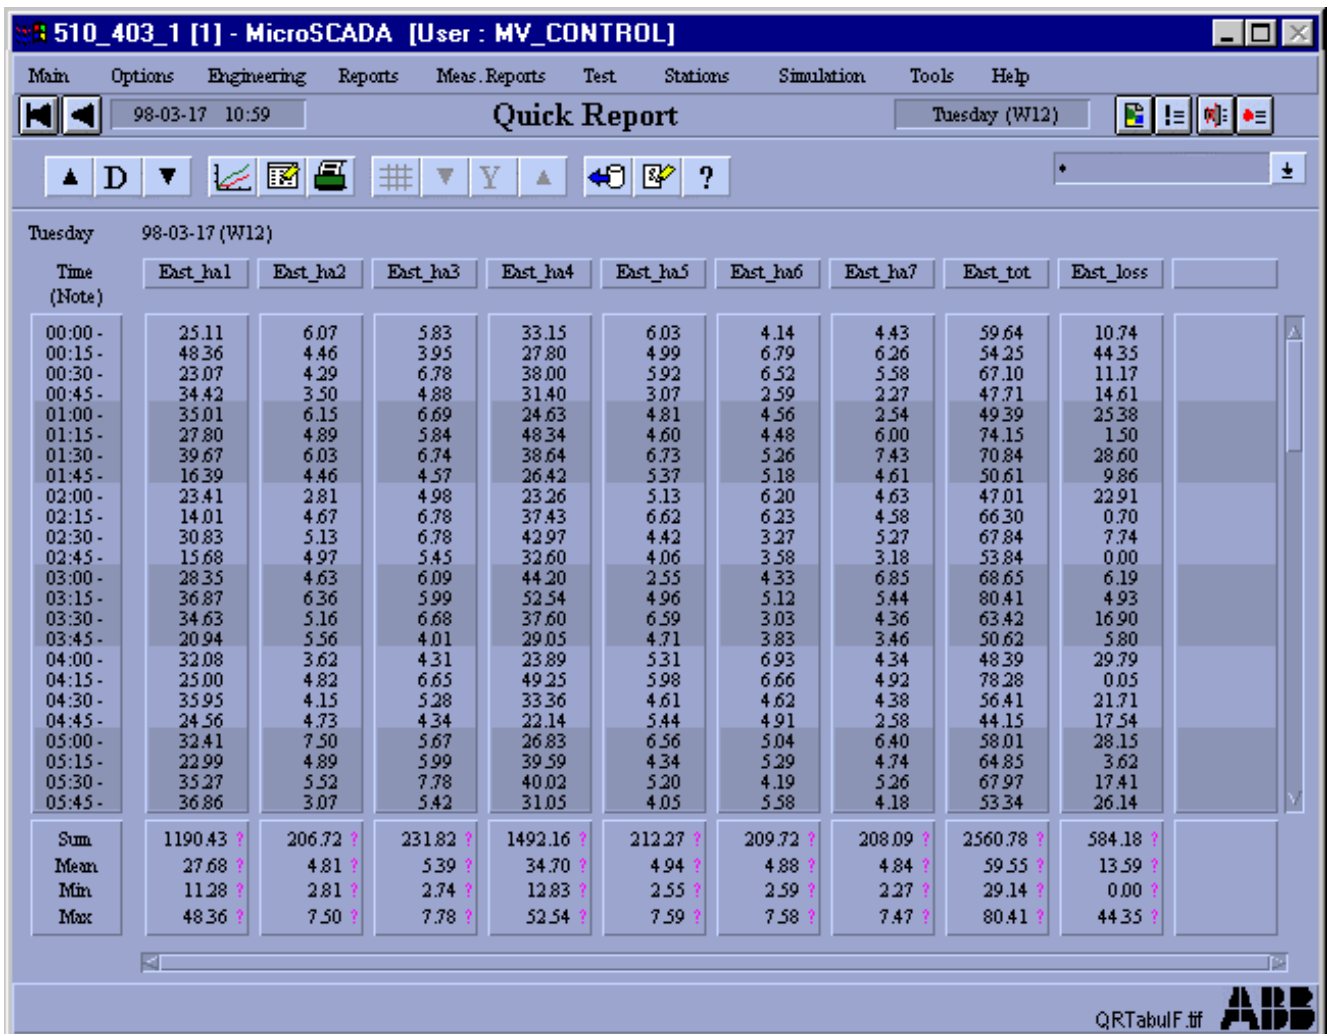 510_403_1 [1] - MicroSCADA [User : MV_CONTROL]
Main Options Engineering Reports Meas.Reports Test Stations Simulation Tools Help
98-03-17 10:59 Quick Report Tuesday (W12)
D Y ?
Tuesday 98-03-17 (W12)
Time East_ha1 East_ha2 East_ha3 East_ha4 East_ha5 East_ha6 East_ha7 East_tot East_loss
(Note)
00:00 - 25.11 6.07 5.83 33.15 6.03 4.14 4.43 59.64 10.74
00:15 - 48.36 4.46 3.95 27.80 4.99 6.79 6.26 54.25 44.35
00:30 - 23.07 4.29 6.78 38.00 5.92 6.52 5.58 67.10 11.17
00:45 - 34.42 3.50 4.88 31.40 3.07 2.59 2.27 47.71 14.61
01:00 - 35.01 6.15 6.69 24.63 4.81 4.56 2.54 49.39 25.38
01:15 - 27.80 4.89 5.84 48.34 4.60 4.48 6.00 74.15 1.50
01:30 - 39.67 6.03 6.74 38.64 6.73 5.26 7.43 70.84 28.60
01:45 - 16.39 4.46 4.57 26.42 5.37 5.18 4.61 50.61 9.86
02:00 - 23.41 2.81 4.98 23.26 5.13 6.20 4.63 47.01 22.91
02:15 - 14.01 4.67 6.78 37.43 6.62 6.23 4.58 66.30 0.70
02:30 - 30.83 5.13 6.78 42.97 4.42 3.27 5.27 67.84 7.74
02:45 - 15.68 4.97 5.45 32.60 4.06 3.58 3.18 53.84 0.00
03:00 - 28.35 4.63 6.09 44.20 2.55 4.33 6.85 68.65 6.19
03:15 - 36.87 6.36 5.99 52.54 4.96 5.12 5.44 80.41 4.93
03:30 - 34.63 5.16 6.68 37.60 6.59 3.03 4.36 63.42 16.90
03:45 - 20.94 5.56 4.01 29.05 4.71 3.83 3.46 50.62 5.80
04:00 - 32.08 3.62 4.31 23.89 5.31 6.93 4.34 48.39 29.79
04:15 - 25.00 4.82 6.65 49.25 5.98 6.66 4.92 78.28 0.05
04:30 - 35.95 4.15 5.28 33.36 4.61 4.62 4.38 56.41 21.71
04:45 - 24.56 4.73 4.34 22.14 5.44 4.91 2.58 44.15 17.54
05:00 - 32.41 7.50 5.67 26.83 6.56 5.04 6.40 58.01 28.15
05:15 - 22.99 4.89 5.99 39.59 4.34 5.29 4.74 64.85 3.62
05:30 - 35.27 5.52 7.78 40.02 5.20 4.19 5.26 67.97 17.41
05:45 - 36.86 3.07 5.42 31.05 4.05 5.58 4.18 53.34 26.14
Sum 1190.43 ? 206.72 ? 231.82 ? 1492.16 ? 212.27 ? 209.72 ? 208.09 ? 2560.78 ? 584.18 ?
Mean 27.68 ? 4.81 ? 5.39 ? 34.70 ? 4.94 ? 4.88 ? 4.84 ? 59.55 ? 13.59 ?
Min 11.28 ? 2.81 ? 2.74 ? 12.83 ? 2.55 ? 2.59 ? 2.27 ? 29.14 ? 0.00 ?
Max 48.36 ? 7.50 ? 7.78 ? 52.54 ? 7.59 ? 7.58 ? 7.47 ? 80.41 ? 44.35 ?
QRTabulF.tif ABB